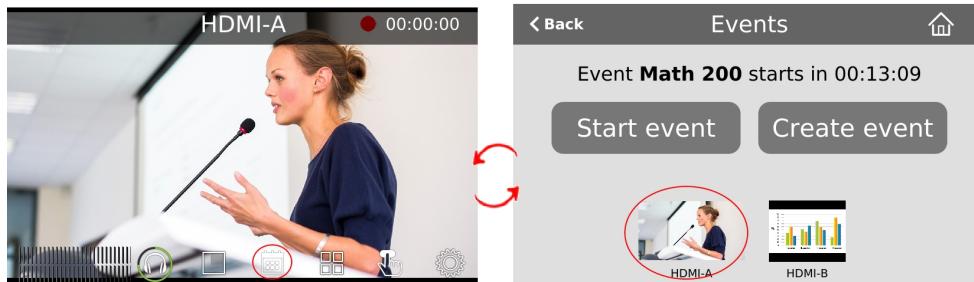 HDMI-A
00:00:00
Back
Events
Event Math 200 starts in 00:13:09
Start event
Create event
HDMI-A
HDMI-B